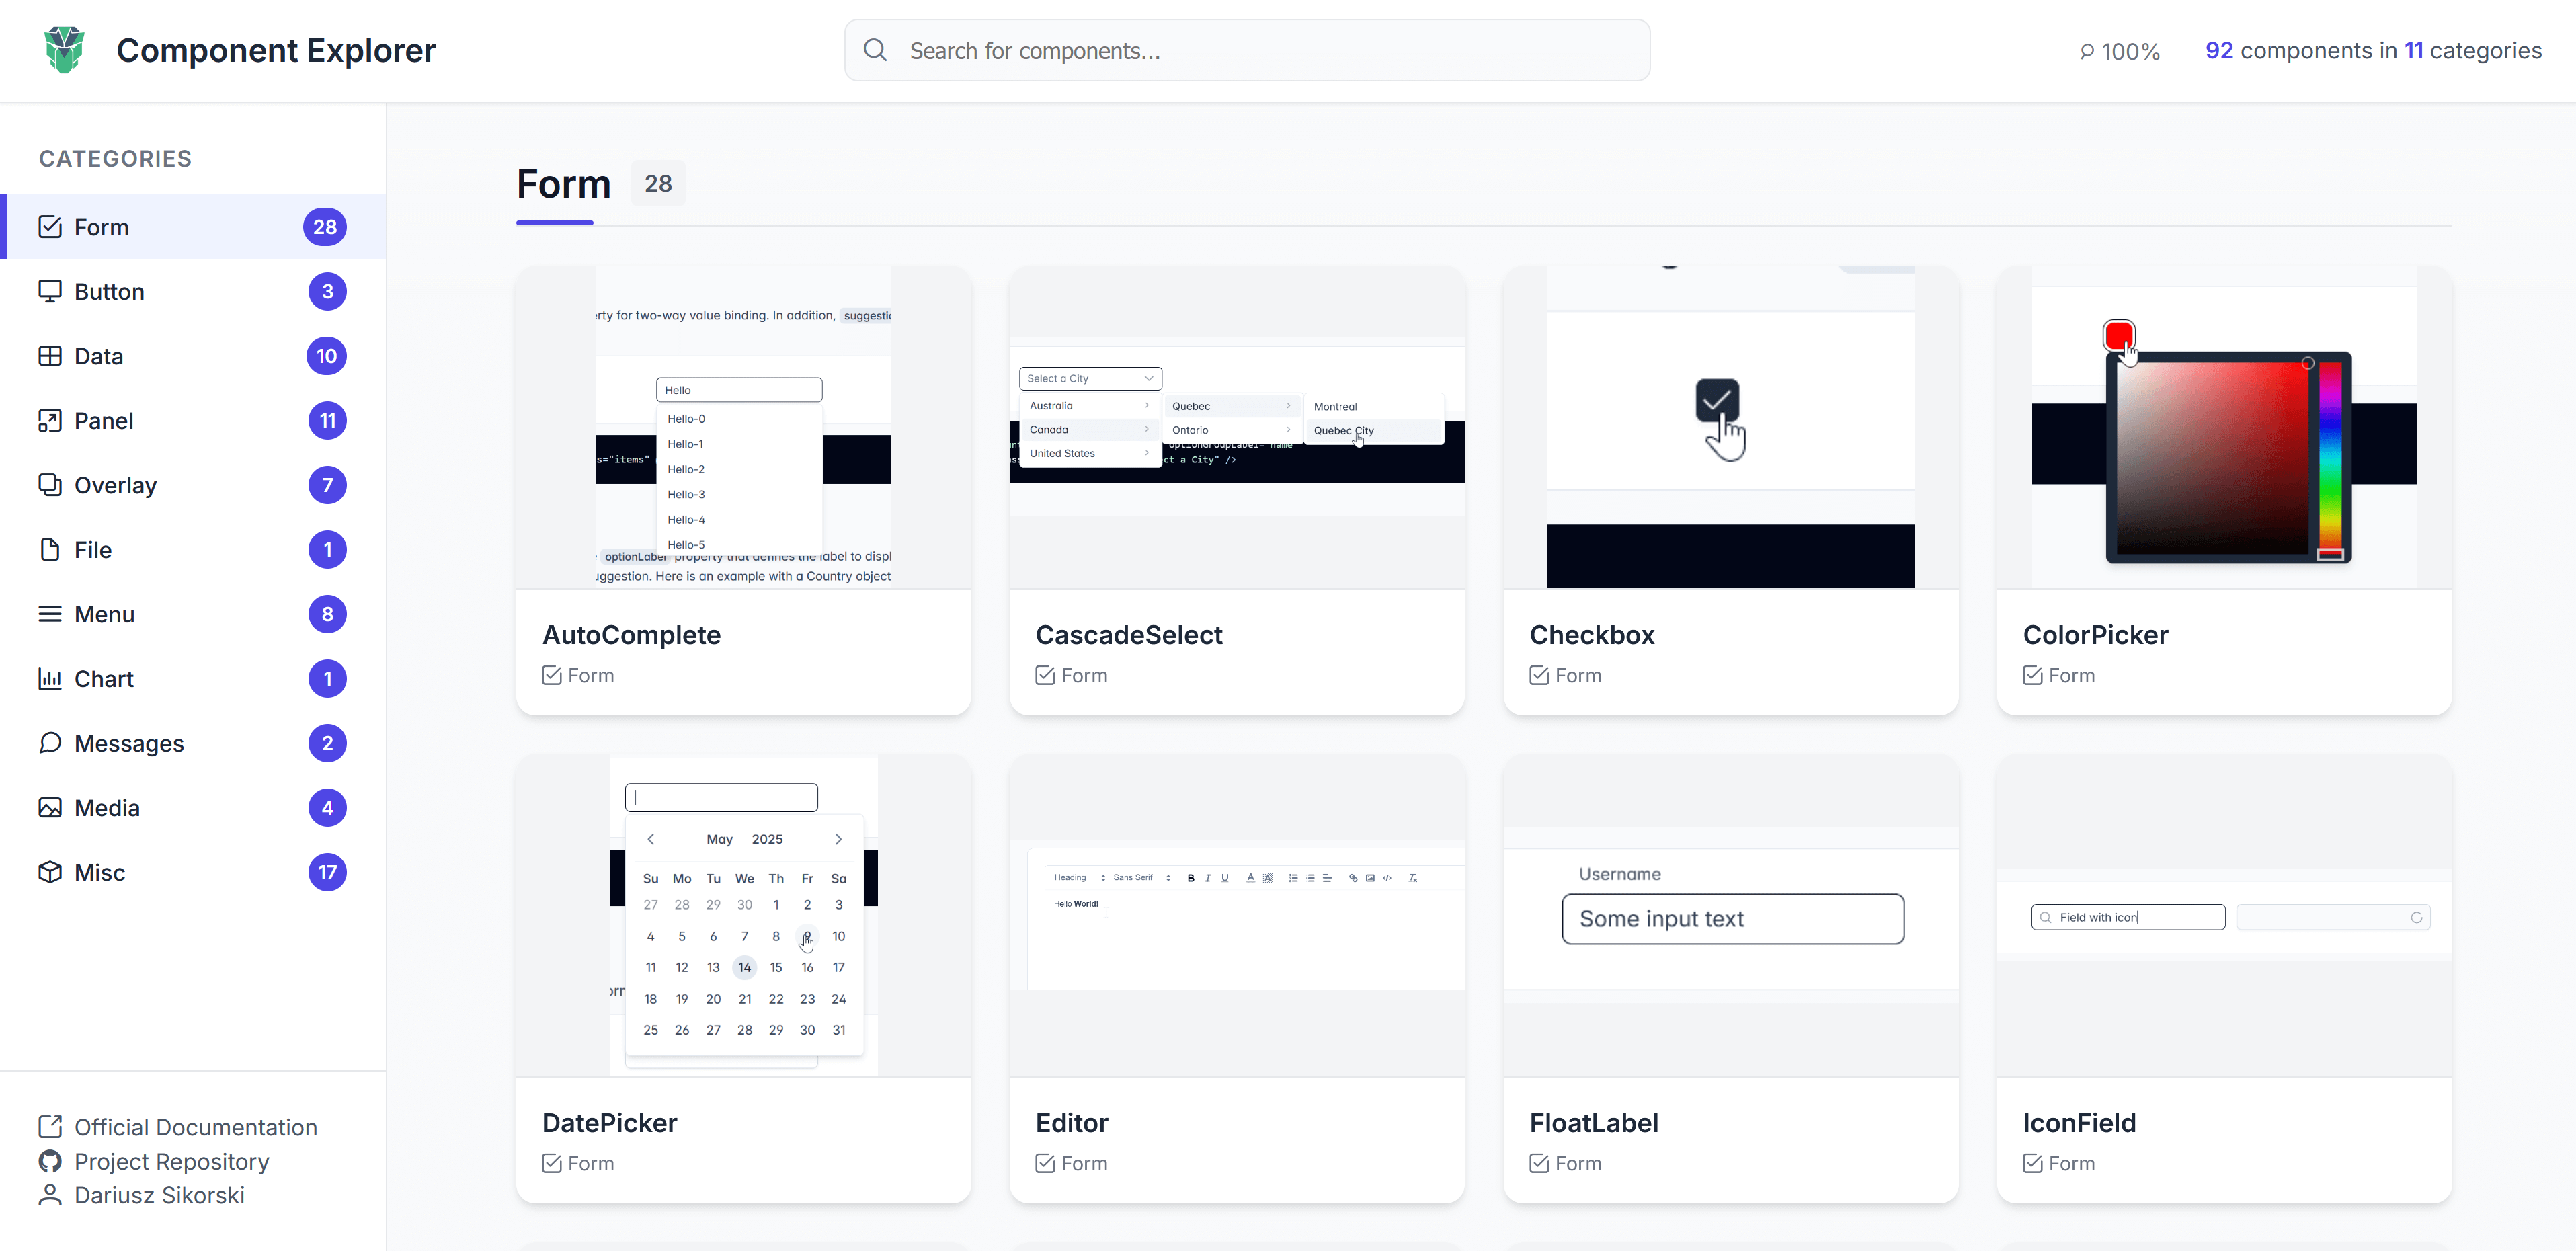 Component Explorer
Search for components...
100%
92 components in 11 categories
CATEGORIES
Form 28
Button 3
Data 10
Panel 11
Overlay 7
File 1
Menu 8
Chart 1
Messages 2
Media 4
Misc 17
Official Documentation
Project Repository
Dariusz Sikorski
Form 28
rty for two-way value binding. In addition, suggestic
Hello
Hello-0
Hello-1
Hello-2
Hello-3
Hello-4
Hello-5
s="items"
optionLabel property that defines the label to displ
uggestion. Here is an example with a Country object
AutoComplete
Form
Select a City
Australia
Canada
United States
Quebec
Ontario
Montreal
Quebec City
optionGroupLabel="name"
ct a City" />
CascadeSelect
Form
Checkbox
Form
ColorPicker
Form
May 2025
Su Mo Tu We Th Fr Sa
27 28 29 30 1 2 3
4 5 6 7 8 9 10
11 12 13 14 15 16 17
18 19 20 21 22 23 24
25 26 27 28 29 30 31
orn
DatePicker
Form
Heading Sans Serif B I U A A
Hello World!
Editor
Form
Username
Some input text
FloatLabel
Form
Field with icon
IconField
Form